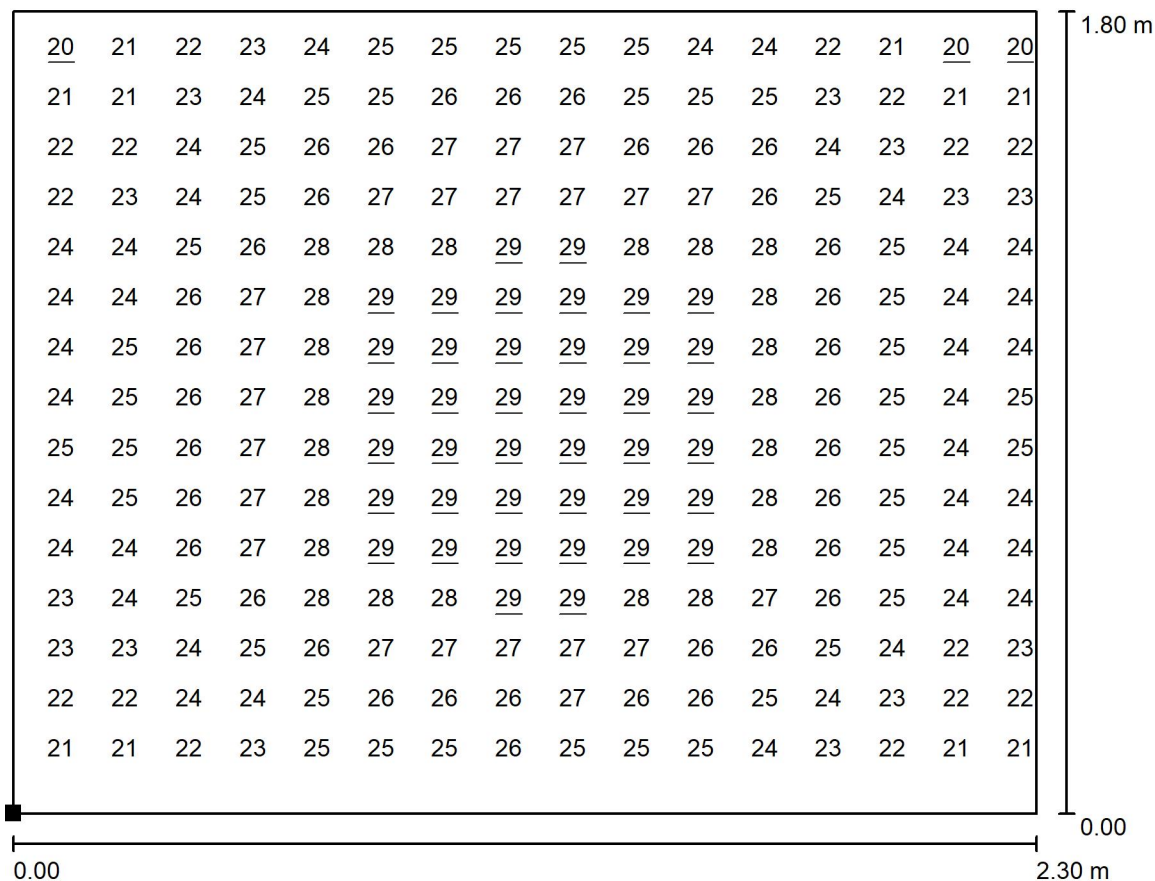 1.80 m
20 21 22 23 24 25 25 25 25 25 24 24 22 21 20 20
21 21 23 24 25 25 26 26 26 25 25 25 23 22 21 21
22 22 24 25 26 26 27 27 27 26 26 26 24 23 22 22
22 23 24 25 26 27 27 27 27 27 27 26 25 24 23 23
24 24 25 26 28 28 28 29 29 28 28 28 26 25 24 24
24 24 26 27 28 29 29 29 29 29 29 28 26 25 24 24
24 25 26 27 28 29 29 29 29 29 29 28 26 25 24 24
24 25 26 27 28 29 29 29 29 29 29 28 26 25 24 25
25 25 26 27 28 29 29 29 29 29 29 28 26 25 24 25
24 25 26 27 28 29 29 29 29 29 29 28 26 25 24 24
24 24 26 27 28 29 29 29 29 29 29 28 26 25 24 24
23 24 25 26 28 28 28 29 29 28 28 27 26 25 24 24
23 23 24 25 26 27 27 27 27 27 26 26 25 24 22 23
22 22 24 24 25 26 26 26 27 26 26 25 24 23 22 22
21 21 22 23 25 25 25 26 25 25 25 24 23 22 21 21
0.00
0.00 2.30 m